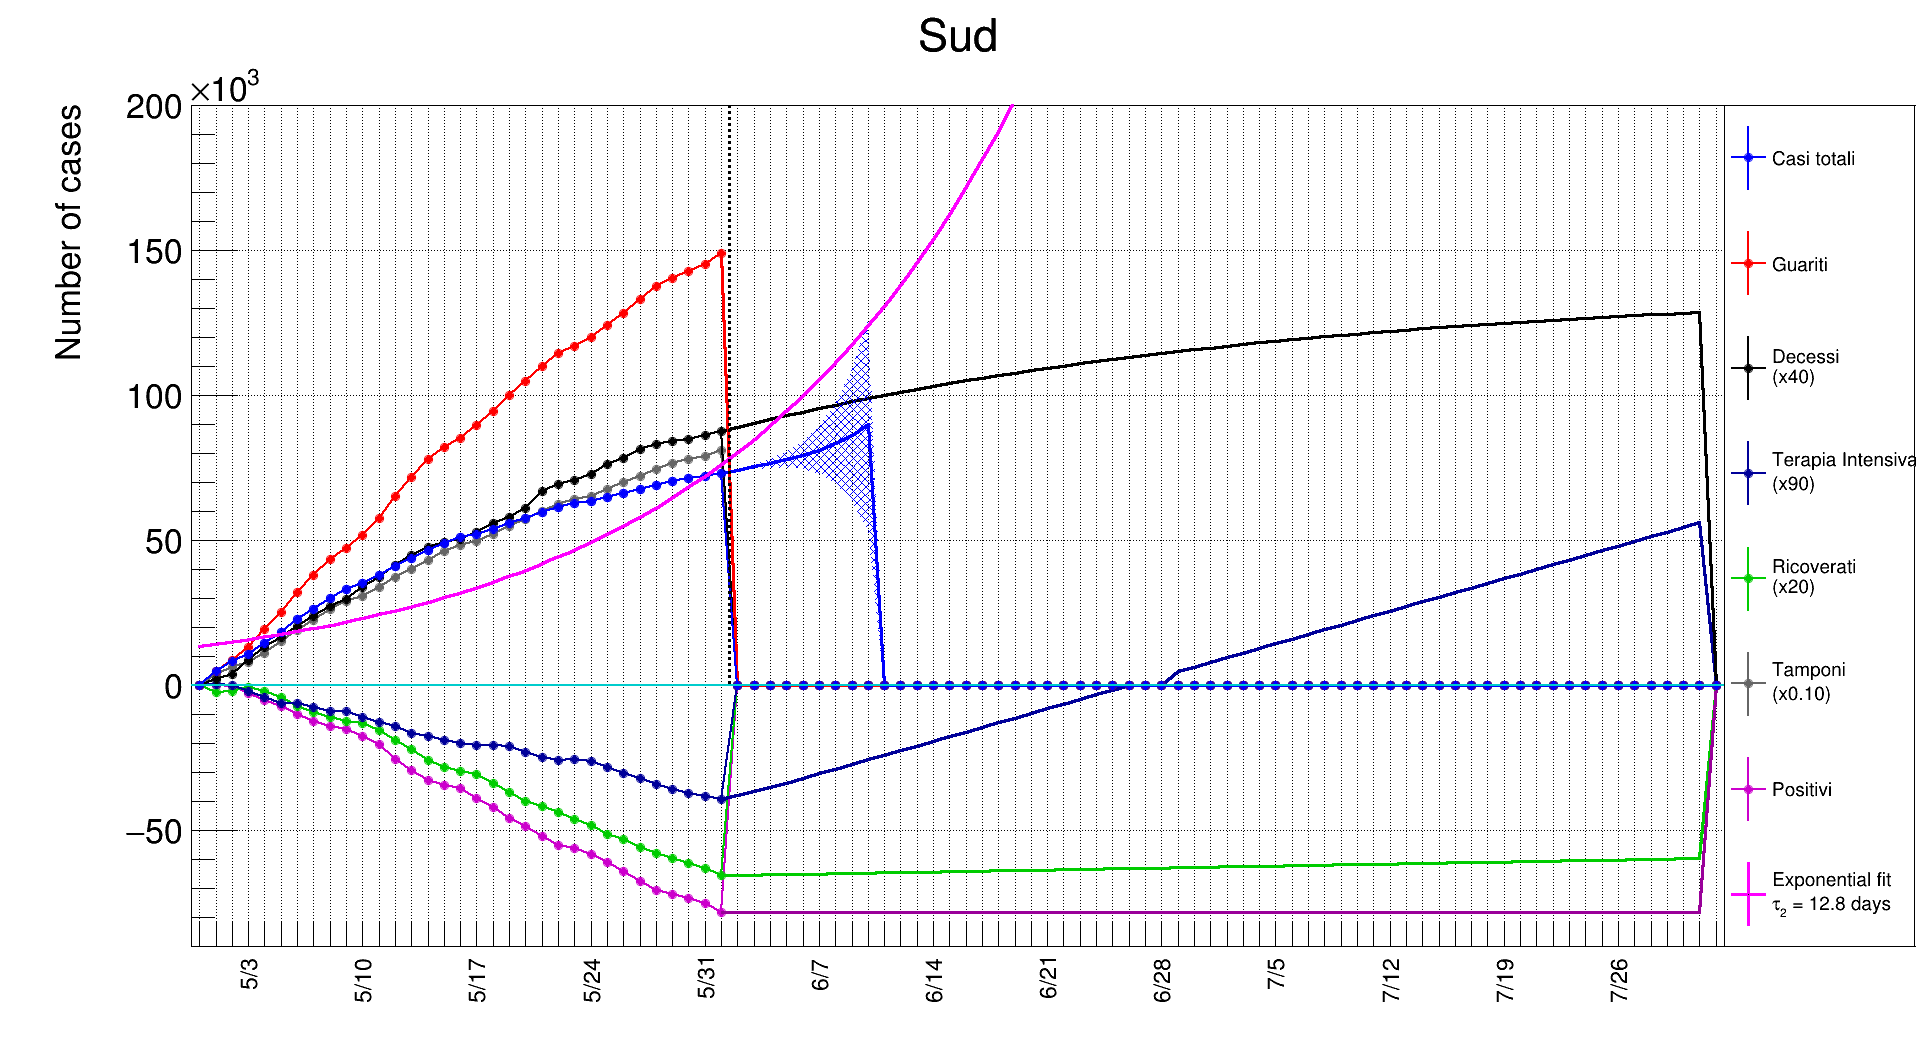 Sud
×10³
Number of cases
200
150
100
50
0
−50
5/3
5/10
5/17
5/24
5/31
6/7
6/14
6/21
6/28
7/5
7/12
7/19
7/26
Casi totali
Guariti
Decessi
(x40)
Terapia Intensiva
(x90)
Ricoverati
(x20)
Tamponi
(x0.10)
Positivi
Exponential fit
τ₂ = 12.8 days